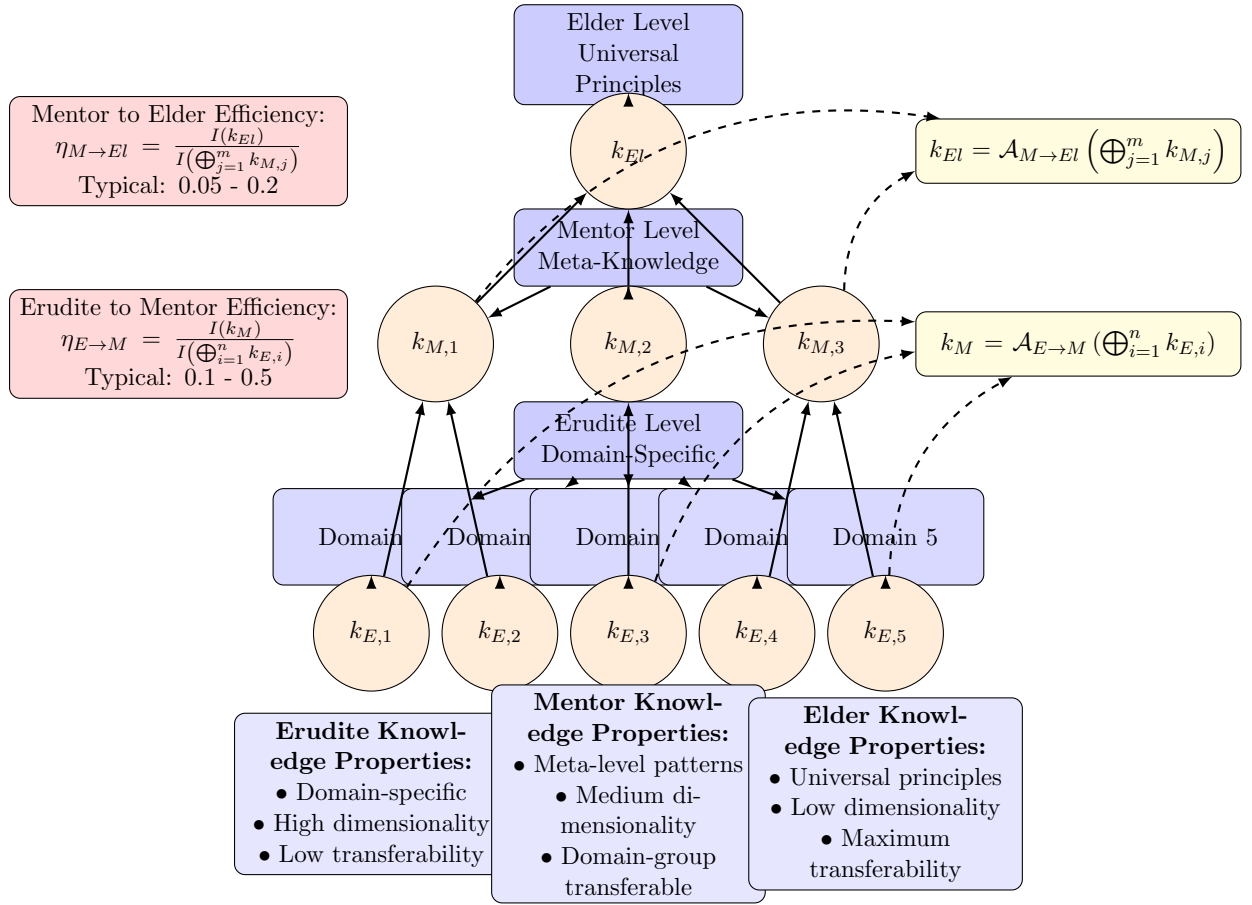 Elder Level
Universal
Principles
Mentor to Elder Efficiency:
η_{M→El} = \frac{I(k_{El})}{I(⨁_{j=1}^{m} k_{M,j})}
Typical: 0.05 - 0.2
k_{El}
k_{El} = 𝒜_{M→El} (⨁_{j=1}^{m} k_{M,j})
Mentor Level
Meta-Knowledge
Erudite to Mentor Efficiency:
η_{E→M} = \frac{I(k_M)}{I(⨁_{i=1}^{n} k_{E,i})}
Typical: 0.1 - 0.5
k_{M,1}
k_{M,2}
k_{M,3}
k_M = 𝒜_{E→M} (⨁_{i=1}^{n} k_{E,i})
Erudite Level
Domain-Specific
Domain
Domain
Domain
Domain
Domain 5
k_{E,1}
k_{E,2}
k_{E,3}
k_{E,4}
k_{E,5}
Erudite Knowl-
edge Properties:
• Domain-specific
• High dimensionality
• Low transferability
Mentor Knowl-
edge Properties:
• Meta-level patterns
• Medium di-
mensionality
• Domain-group
transferable
Elder Knowl-
edge Properties:
• Universal principles
• Low dimensionality
• Maximum
transferability